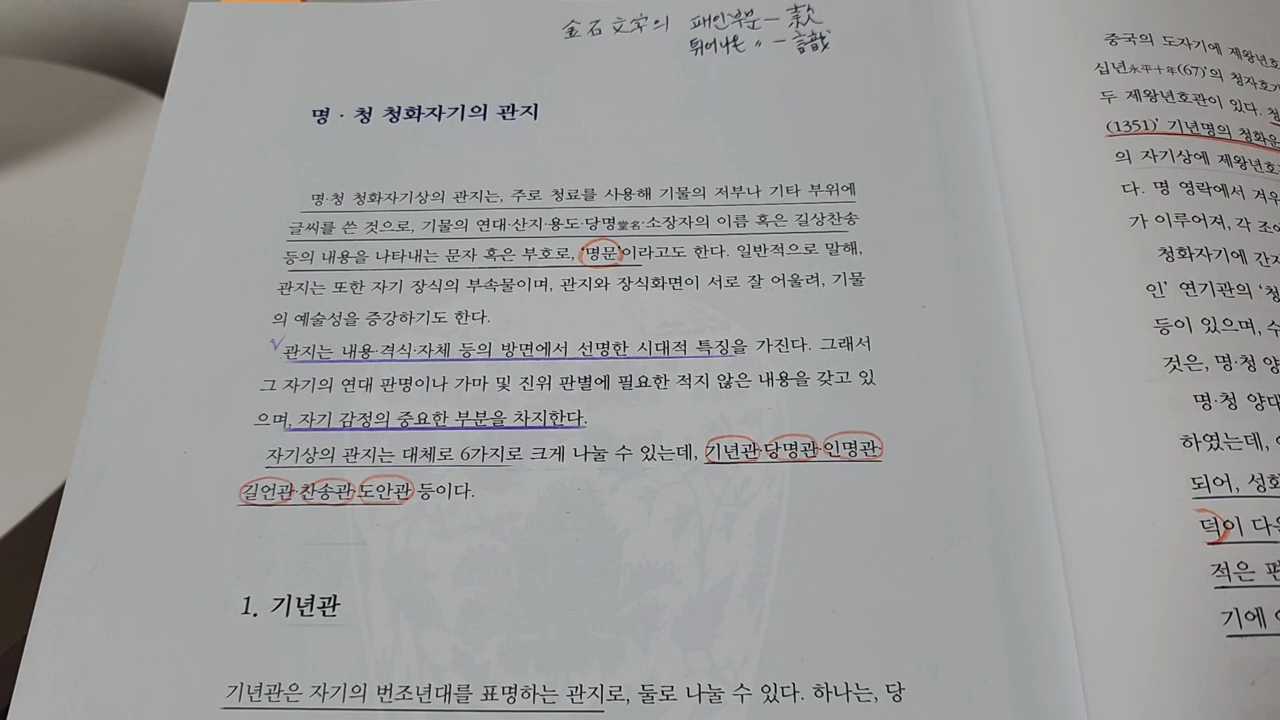 金石文字의 패인부분 - 款
튀어나온 〃 - 識
명 · 청 청화자기의 관지
명·청 청화자기상의 관지는, 주로 청료를 사용해 기물의 저부나 기타 부위에
글씨를 쓴 것으로, 기물의 연대·산지·용도·당명堂名·소장자의 이름 혹은 길상찬송
등의 내용을 나타내는 문자 혹은 부호로, '명문'이라고도 한다. 일반적으로 말해,
관지는 또한 자기 장식의 부속물이며, 관지와 장식화면이 서로 잘 어울려, 기물
의 예술성을 증강하기도 한다.
관지는 내용·격식·자체 등의 방면에서 선명한 시대적 특징을 가진다. 그래서
그 자기의 연대 판명이나 가마 및 진위 판별에 필요한 적지 않은 내용을 갖고 있
으며, 자기 감정의 중요한 부분을 차지한다.
자기상의 관지는 대체로 6가지로 크게 나눌 수 있는데, 기년관·당명관·인명관·
길언관·찬송관·도안관 등이다.
1. 기년관
기년관은 자기의 번조년대를 표명하는 관지로, 둘로 나눌 수 있다. 하나는, 당
중국의 도자기에 제왕년호
십년永平十年(67)'의 청자호가
두 제왕년호관이 있다.
(1351)' 기년명의 청화운
의 자기상에 제왕년호
다. 명 영락에서 겨우
가 이루어져, 각 조에
청화자기에 간지
인' 연기관의 '청
등이 있으며, 수
것은, 명·청 양
명·청 양대
하였는데,
되어, 성화
덕이 다음
적은 편
기에